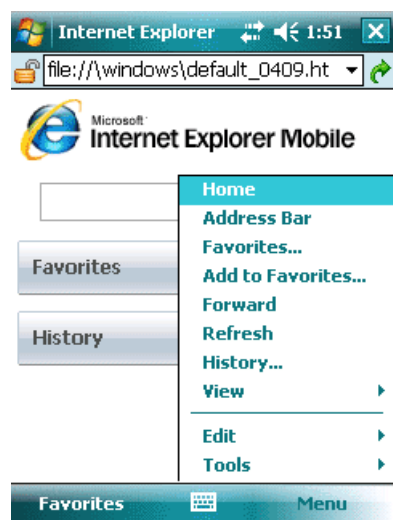 Internet Explorer 1:51
file://\windows\default_0409.ht
Microsoft
Internet Explorer Mobile
Home
Address Bar
Favorites...
Add to Favorites...
Forward
Refresh
History...
View
Edit
Tools
Favorites
History
Favorites Menu